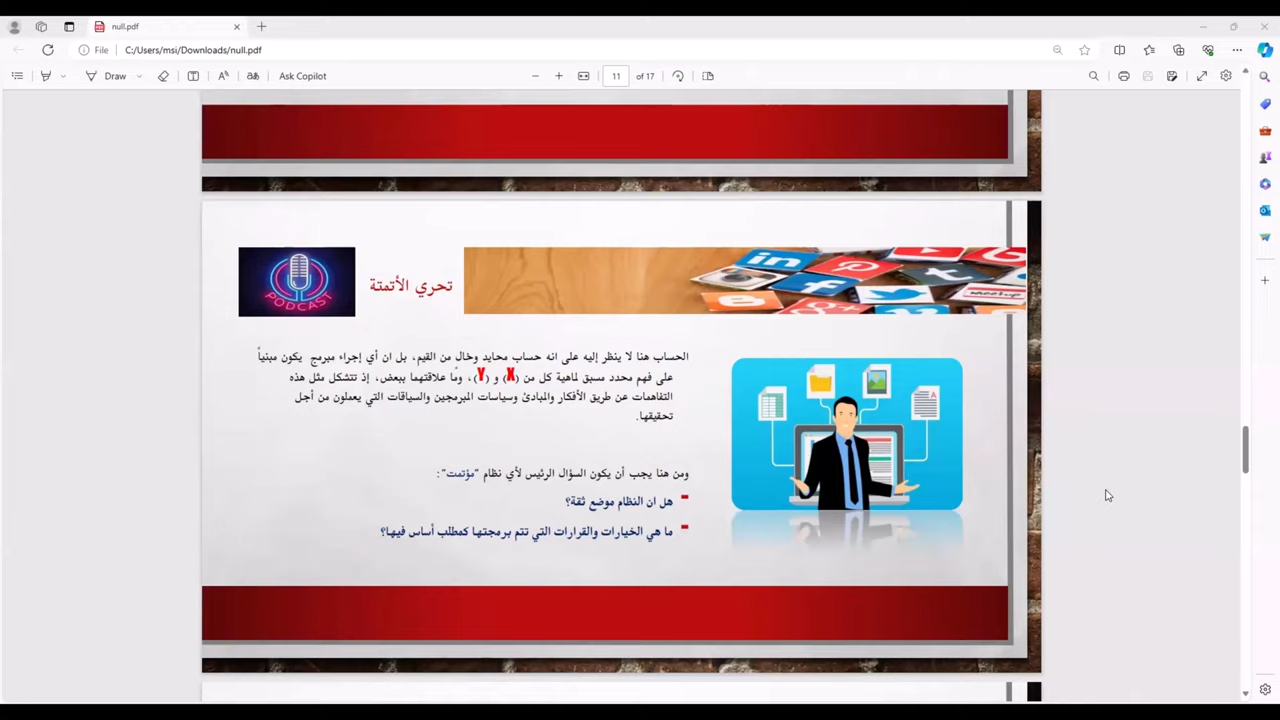 null.pdf
File
C:/Users/msi/Downloads/null.pdf
Draw
Ask Copilot
11 of 17
تحري الأتمتة
PODCAST
in
meetup
الحساب هنا لا ينظر إليه على انه حساب محايد وخال من القيم، بل ان أي إجراء مبرمج يكون مبنياً
على فهم محدد مسبق لماهية كل من (X) و (Y)، وما علاقتهما ببعض، إذ تتشكل مثل هذه
التفاهمات عن طريق الأفكار والمبادئ وسياسات المبرمجين والسياقات التي يعملون من أجل
تحقيقها.
ومن هنا يجب أن يكون السؤال الرئيس لأي نظام "مؤتمت":
هل ان النظام موضع ثقة؟
ما هي الخيارات والقرارات التي تتم برمجتها كمطلب أساس فيها؟